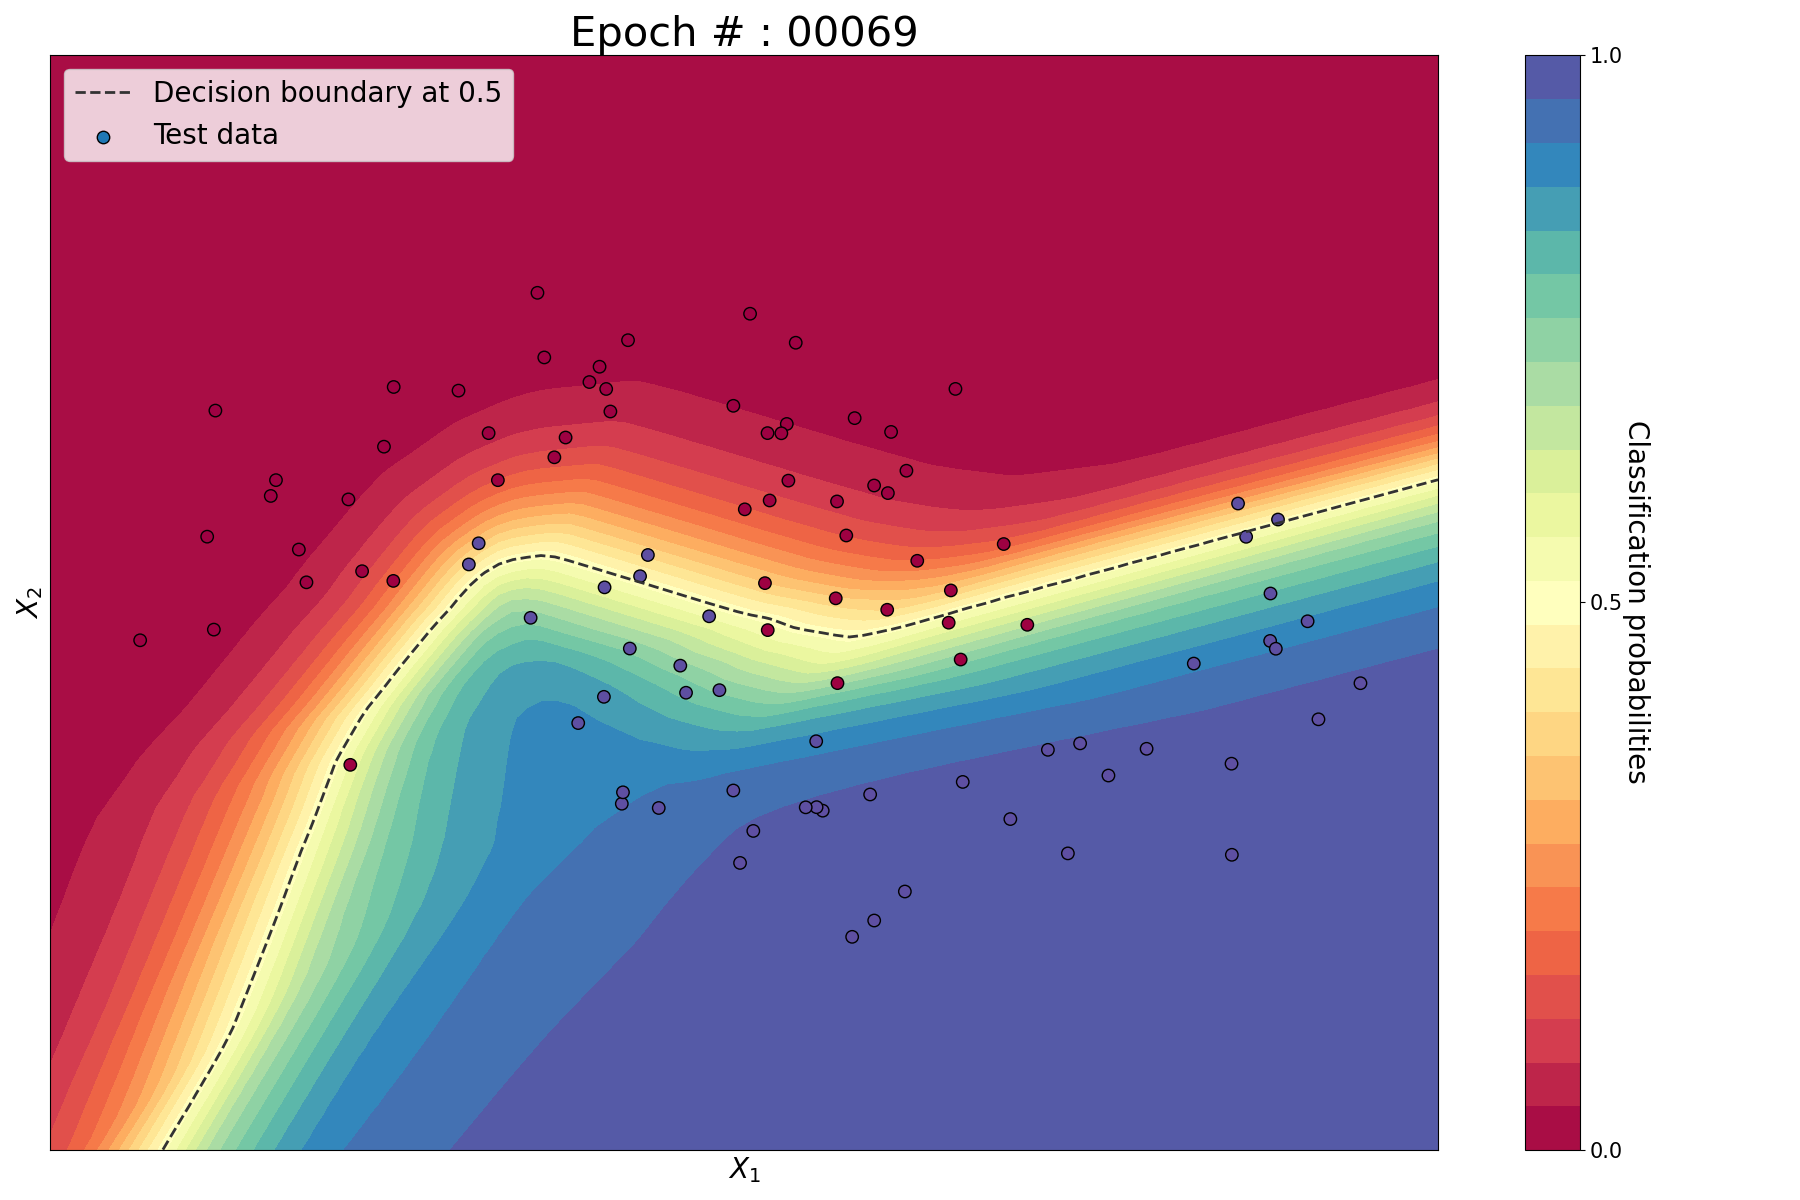 Epoch # : 00069
Decision boundary at 0.5
Test data
X₂
X₁
1.0
0.5
0.0
Classification probabilities